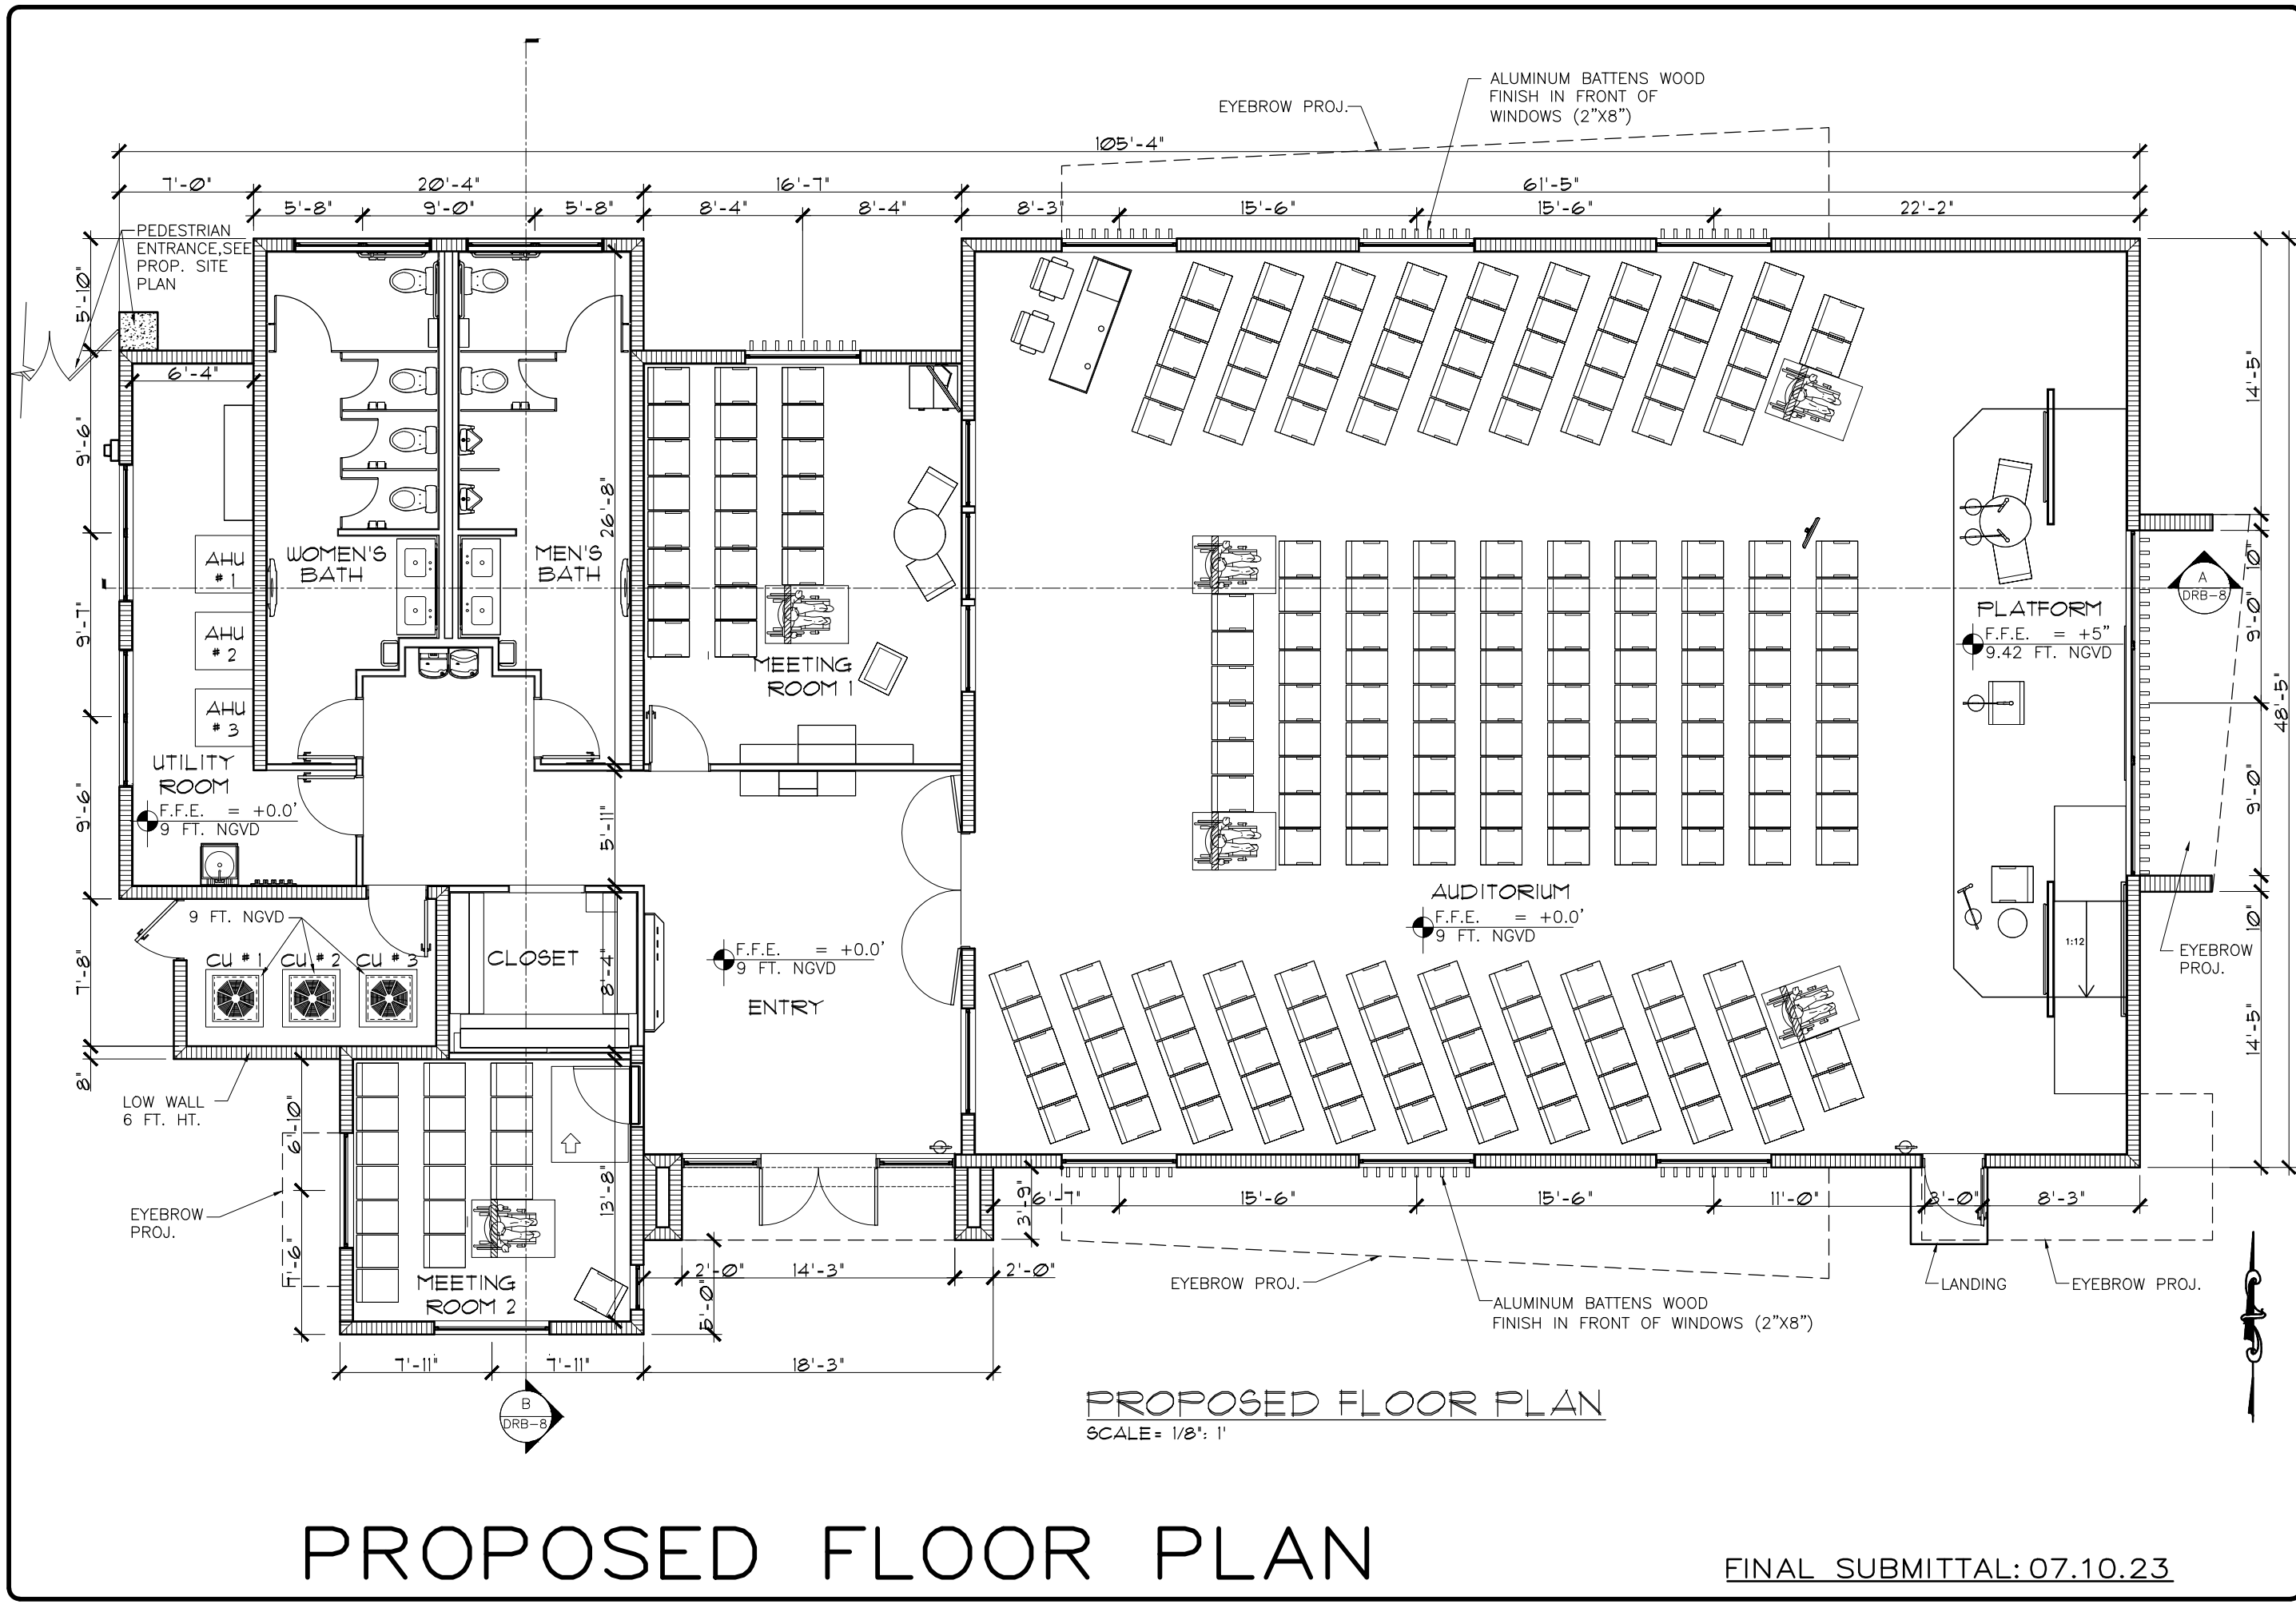 ALUMINUM BATTENS WOOD
FINISH IN FRONT OF
WINDOWS (2"X8")
EYEBROW PROJ.
105'-4"
7'-0"
20'-4"
16'-7"
61'-5"
5'-8"
9'-0"
5'-8"
8'-4"
8'-4"
8'-3"
15'-6"
15'-6"
22'-2"
PEDESTRIAN
ENTRANCE,SEE
PROP. SITE
PLAN
5'-10"
6'-4"
9'-6"
14'-5"
26'-8"
AHU
# 1
WOMEN'S
BATH
MEN'S
BATH
10"
A
DRB-8
9'-7"
AHU
# 2
PLATFORM
F.F.E. = +5"
9.42 FT. NGVD
9'-0"
MEETING
ROOM 1
AHU
# 3
48'-5"
UTILITY
ROOM
F.F.E. = +0.0'
9 FT. NGVD
9'-6"
5'-11"
9'-0"
AUDITORIUM
F.F.E. = +0.0'
9 FT. NGVD
9 FT. NGVD
10"
CU # 1
CU # 2
CU # 3
CLOSET
8'-4"
F.F.E. = +0.0'
9 FT. NGVD
ENTRY
1:12
EYEBROW
PROJ.
7'-8"
14'-5"
8"
LOW WALL
6 FT. HT.
6'-10"
EYEBROW
PROJ.
7'-6"
13'-8"
3'-9"
6'-7"
15'-6"
15'-6"
11'-0"
3'-0"
8'-3"
MEETING
ROOM 2
2'-0"
14'-3"
2'-0"
5'-0"
EYEBROW PROJ.
LANDING
EYEBROW PROJ.
ALUMINUM BATTENS WOOD
FINISH IN FRONT OF WINDOWS (2"X8")
7'-11"
7'-11"
18'-3"
B
DRB-8
PROPOSED FLOOR PLAN
SCALE= 1/8": 1'
PROPOSED FLOOR PLAN
FINAL SUBMITTAL: 07.10.23